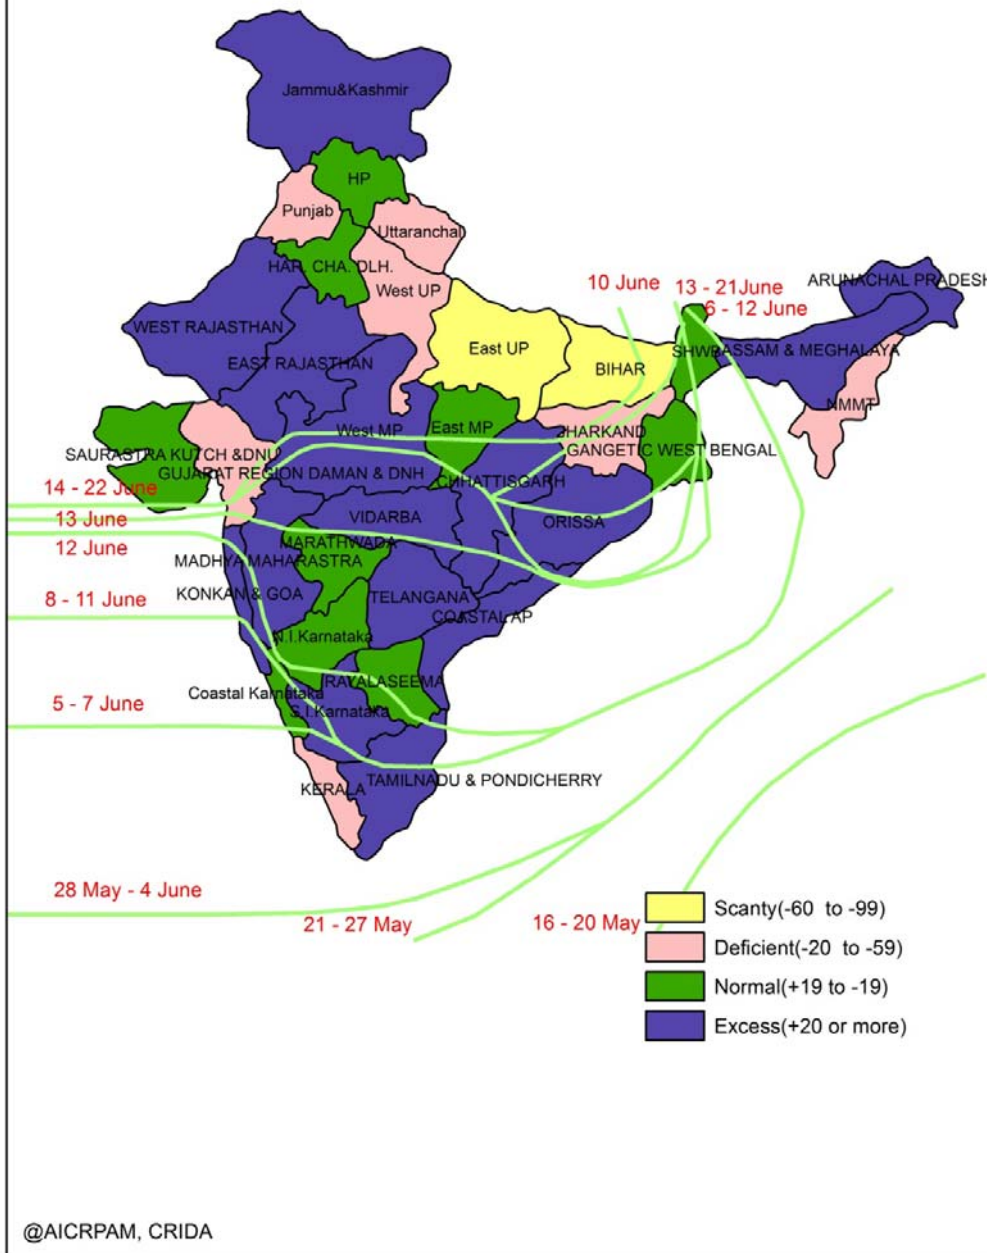 Jammu&Kashmir
HP
Punjab
Uttaranchal
HAR. CHA. DLH.
West UP
10 June
13 - 21June
6 - 12 June
ARUNACHAL PRADESH
WEST RAJASTHAN
EAST RAJASTHAN
East UP
BIHAR
SHWB
ASSAM & MEGHALAYA
NMMT
West MP
East MP
JHARKAND
GANGETIC WEST BENGAL
SAURASTRA KUTCH &DNU
GUJARAT REGION DAMAN & DNH
CHHATTISGARH
14 - 22 June
13 June
12 June
VIDARBA
ORISSA
MARATHWADA
MADHYA MAHARASTRA
KONKAN & GOA
TELANGANA
COASTAL AP
8 - 11 June
N.I.Karnataka
RAYALASEEMA
Coastal Karnataka
S.I.Karnataka
5 - 7 June
TAMILNADU & PONDICHERRY
KERALA
28 May - 4 June
21 - 27 May
16 - 20 May
Scanty(-60 to -99)
Deficient(-20 to -59)
Normal(+19 to -19)
Excess(+20 or more)
@AICRPAM, CRIDA